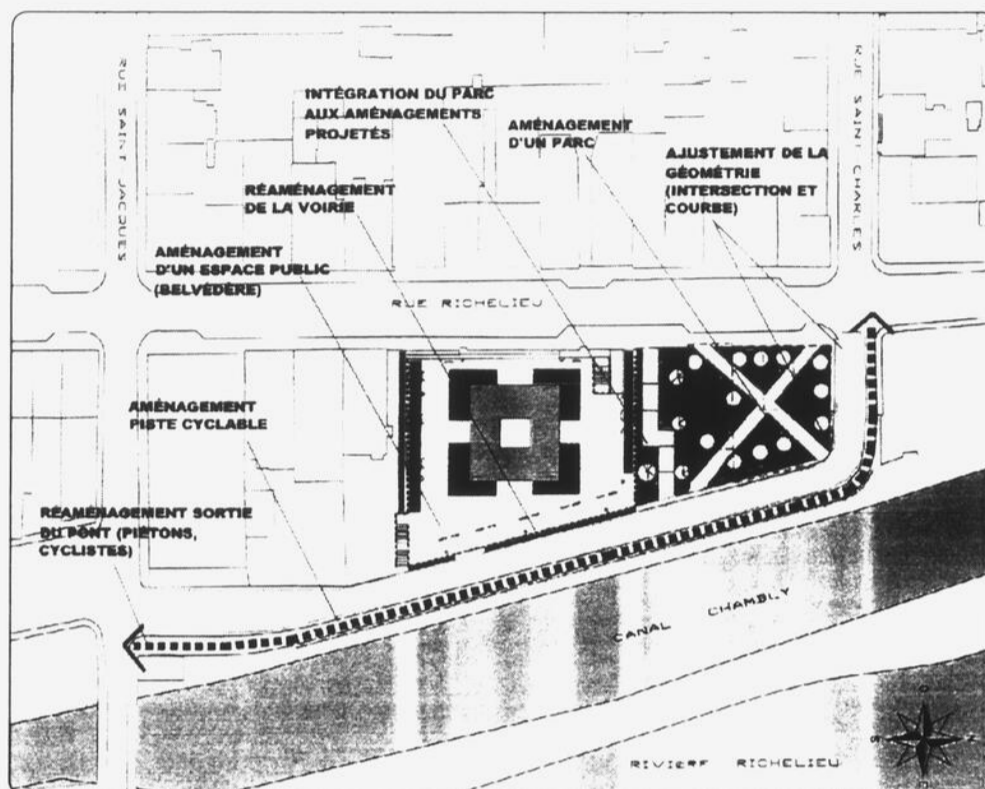 RUE SAINT JACQUES
INTÉGRATION DU PARC
AUX AMÉNAGEMENTS
PROJETÉS
AMÉNAGEMENT
D'UN PARC
RUE SAINT CHARLES
AJUSTEMENT DE LA
GÉOMÉTRIE
(INTERSECTION ET
COURBE)
RÉAMÉNAGEMENT
DE LA VOIRIE
AMÉNAGEMENT
D'UN ESPACE PUBLIC
(BELVÉDÈRE)
RUE RICHELIEU
AMÉNAGEMENT
PISTE CYCLABLE
RÉAMÉNAGEMENT SORTIE
DU PONT (PIÉTONS,
CYCLISTES)
CANAL CHAMBLY
RIVIERE RICHELIEU